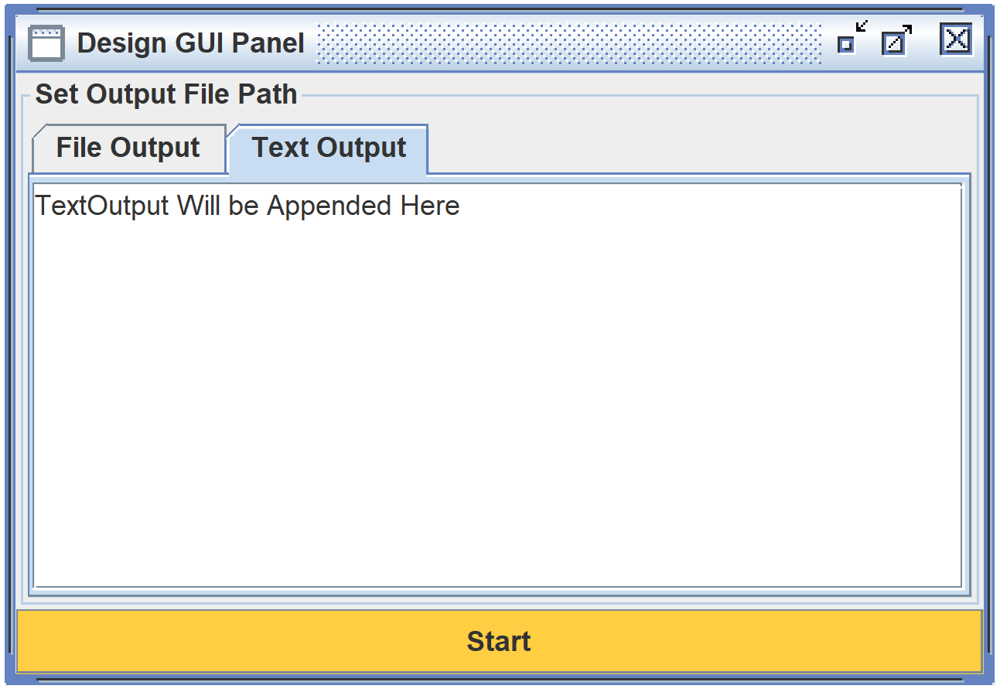 Design GUI Panel
Set Output File Path
File Output
Text Output
TextOutput Will be Appended Here
Start